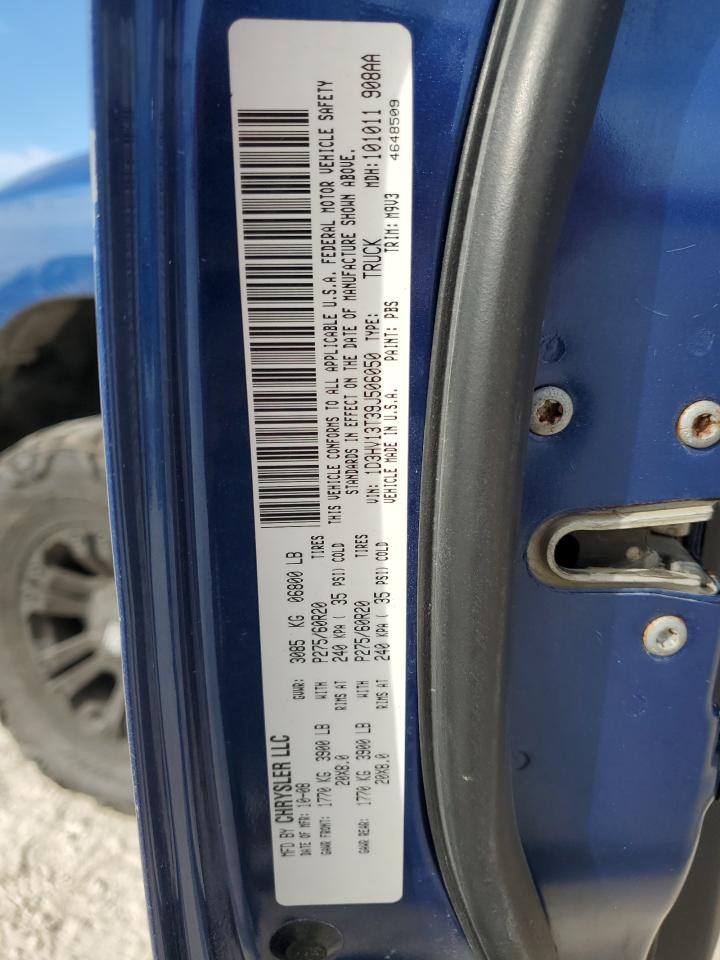 MFD BY CHRYSLER LLC
DATE OF MFR: 10-08 GVWR: 3085 KG 06800 LB
GAWR FRONT: 1770 KG 3900 LB WITH P275/60R20 TIRES
20X8.0 RIMS AT 240 KPA ( 35 PSI) COLD
GAWR REAR: 1770 KG 3900 LB WITH P275/60R20 TIRES
20X8.0 RIMS AT 240 KPA ( 35 PSI) COLD
THIS VEHICLE CONFORMS TO ALL APPLICABLE U.S.A. FEDERAL MOTOR VEHICLE SAFETY
STANDARDS IN EFFECT ON THE DATE OF MANUFACTURE SHOWN ABOVE.
VIN: 1D3HV13T39J506050 TYPE: TRUCK MDH: 101011 908AA
VEHICLE MADE IN U.S.A. PAINT: PBS TRIM: M9V3 4648509